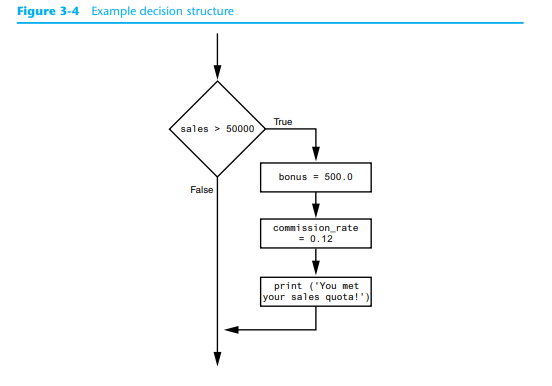 Figure 3-4 Example decision structure
sales > 50000
True
bonus = 500.0
False
commission_rate
= 0.12
print ('You met
your sales quota!')